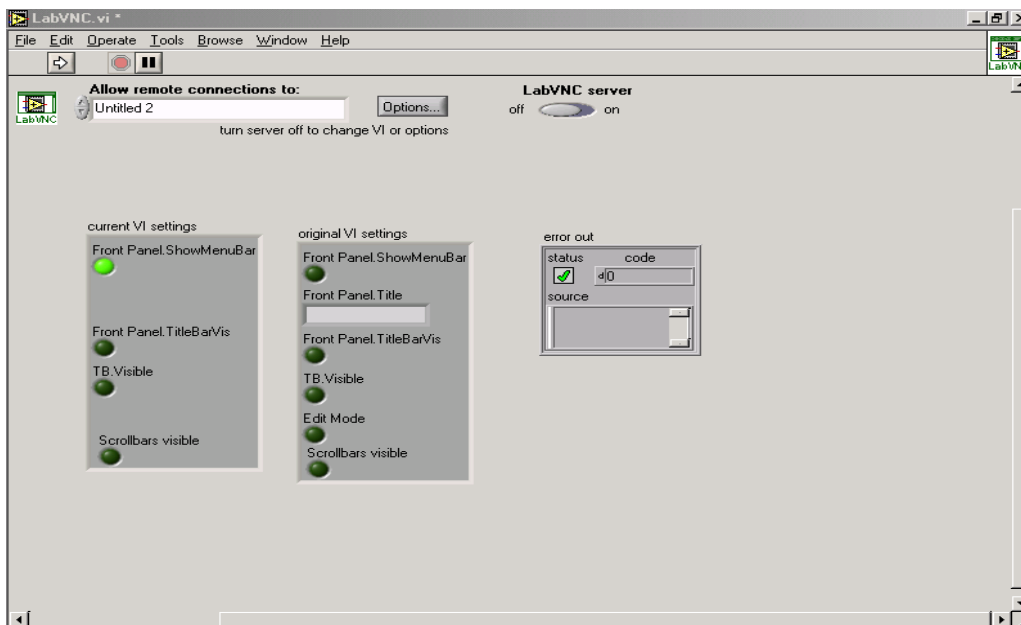 LabVNC.vi *
File Edit Operate Tools Browse Window Help
LabVN
Allow remote connections to:
LabVNC server
LabVNC
Untitled 2
Options...
off
on
turn server off to change VI or options
current VI settings
Front Panel.ShowMenuBar
Front Panel.TitleBarVis
TB.Visible
Scrollbars visible
original VI settings
Front Panel.ShowMenuBar
Front Panel.Title
Front Panel.TitleBarVis
TB.Visible
Edit Mode
Scrollbars visible
error out
status code
d 0
source